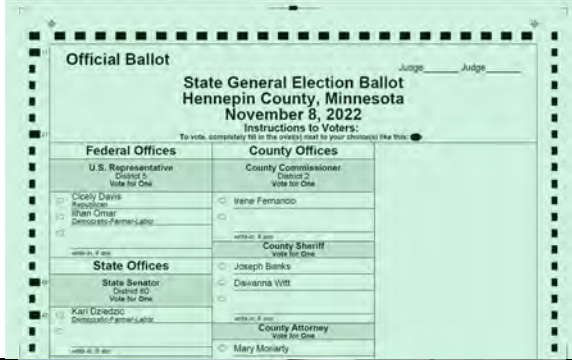 Official Ballot
Judge______ Judge______
State General Election Ballot
Hennepin County, Minnesota
November 8, 2022
Instructions to Voters:
To vote, completely fill in the oval(s) next to your choice(s) like this:
Federal Offices
U.S. Representative
District 5
Vote for One
Cicely Davis
Republican
Ilhan Omar
Democratic-Farmer-Labor
write-in, if any
State Offices
State Senator
District 60
Vote for One
Kari Dziedzic
Democratic-Farmer-Labor
write-in, if any
County Offices
County Commissioner
District 2
Vote for One
Irene Fernando
write-in, if any
County Sheriff
Vote for One
Joseph Banks
Dawanna Witt
write-in, if any
County Attorney
Vote for One
Mary Moriarty